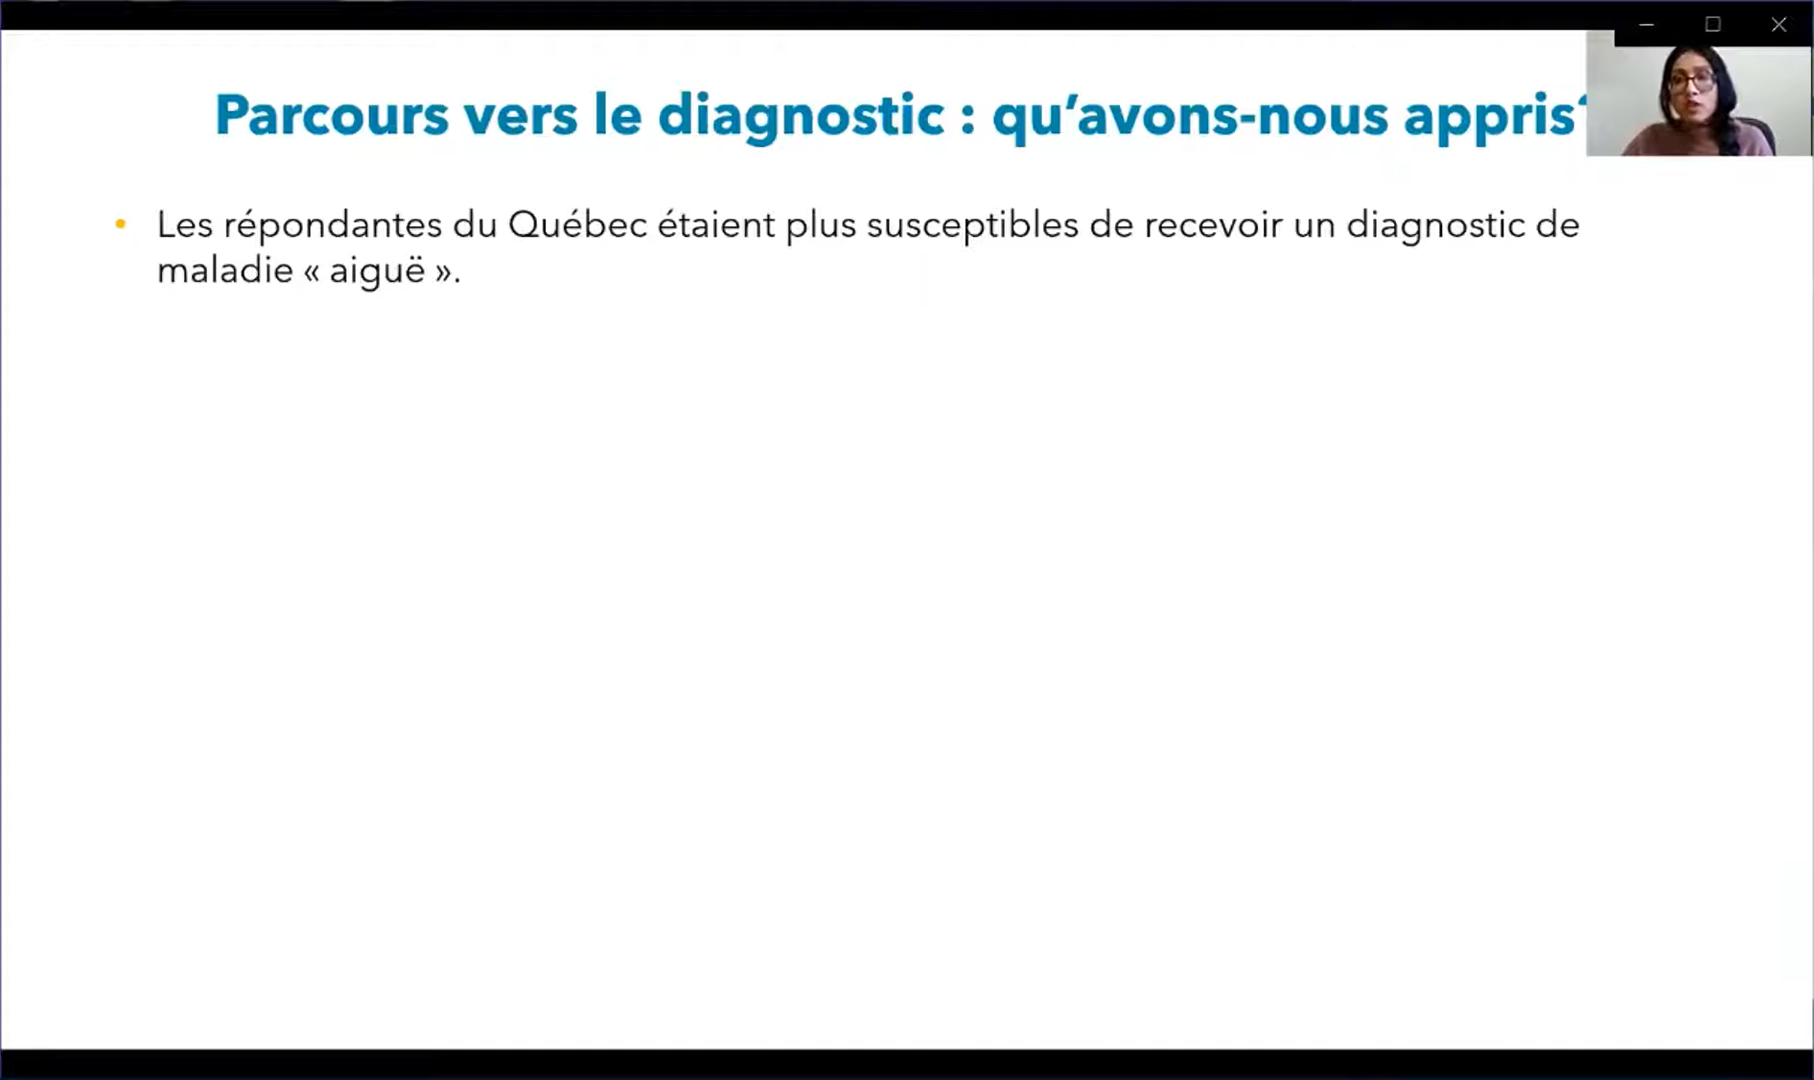 Parcours vers le diagnostic : qu’avons-nous appris?
• Les répondantes du Québec étaient plus susceptibles de recevoir un diagnostic de
maladie « aiguë ».